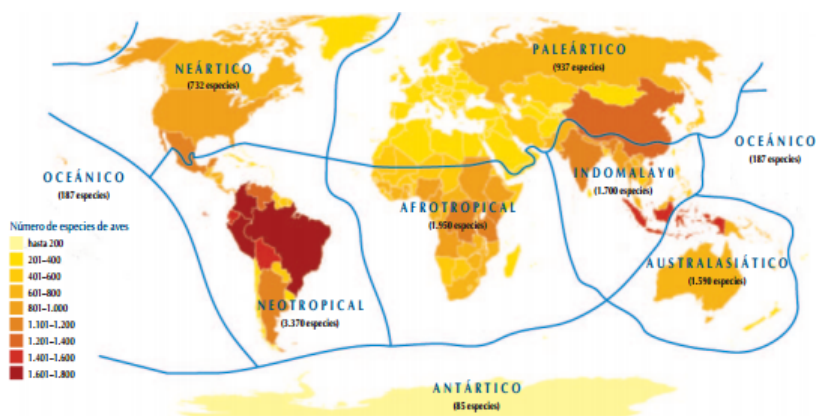 NEÁRTICO
(732 especies)
PALEÁRTICO
(937 especies)
OCEÁNICO
(187 especies)
OCEÁNICO
(187 especies)
INDOMALAYO
(1.700 especies)
AFROTROPICAL
(1.950 especies)
Número de especies de aves
hasta 200
201–400
401–600
601–800
801–1.000
1.101–1.200
1.201–1.400
1.401–1.600
1.601–1.800
NEOTROPICAL
(3.370 especies)
AUSTRALASIÁTICO
(1.590 especies)
ANTÁRTICO
(85 especies)